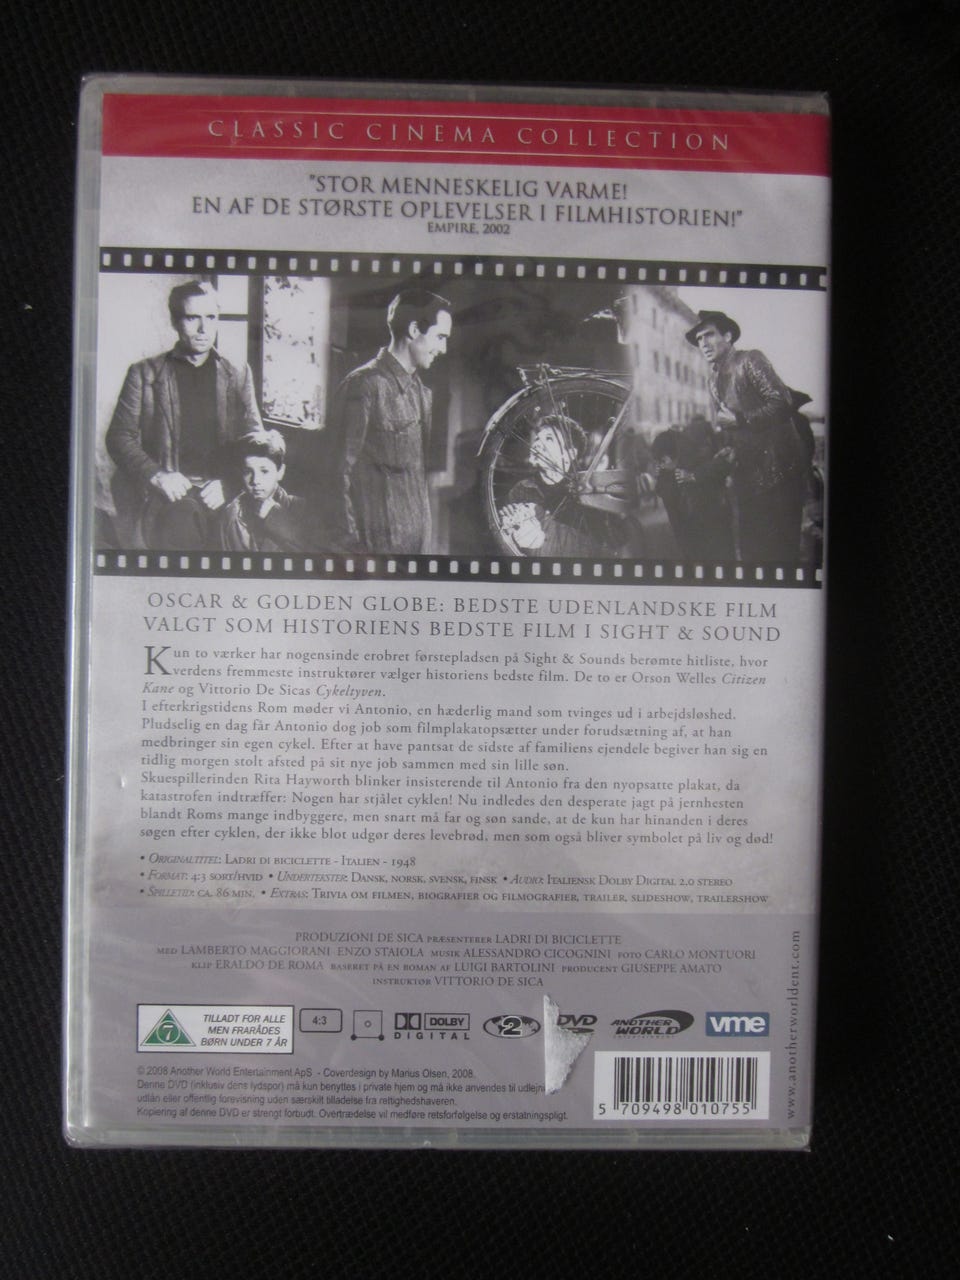 CLASSIC CINEMA COLLECTION
"STOR MENNESKELIG VARME!
EN AF DE STØRSTE OPLEVELSER I FILMHISTORIEN!"
EMPIRE, 2002
OSCAR & GOLDEN GLOBE: BEDSTE UDENLANDSKE FILM
VALGT SOM HISTORIENS BEDSTE FILM I SIGHT & SOUND
Kun to værker har nogensinde erobret førstepladsen på Sight & Sounds berømte hitliste, hvor
verdens fremmeste instruktører vælger historiens bedste film. De to er Orson Welles Citizen
Kane og Vittorio De Sicas Cykeltyven.
I efterkrigstidens Rom møder vi Antonio, en hæderlig mand som tvinges ud i arbejdsløshed.
Pludselig en dag får Antonio dog job som filmplakatopsætter under forudsætning af, at han
medbringer sin egen cykel. Efter at have pantsat de sidste af familiens ejendele begiver han sig en
tidlig morgen stolt afsted på sit nye job sammen med sin lille søn.
Skuespillerinden Rita Hayworth blinker insisterende til Antonio fra den nyopsatte plakat, da
katastrofen indtræffer: Nogen har stjålet cyklen! Nu indledes den desperate jagt på jernhesten
blandt Roms mange indbyggere, men snart må far og søn sande, at de kun har hinanden i deres
søgen efter cyklen, der ikke blot udgør deres levebrød, men som også bliver symbolet på liv og død!
• ORIGINALTITEL: LADRI DI BICICLETTE - ITALIEN - 1948
• FORMAT: 4:3 SORT/HVID • UNDERTEKSTER: DANSK, NORSK, SVENSK, FINSK • AUDIO: ITALIENSK DOLBY DIGITAL 2.0 STEREO
• SPILLETID: CA. 86 MIN. • EXTRAS: TRIVIA OM FILMEN, BIOGRAFIER OG FILMOGRAFIER, TRAILER, SLIDESHOW, TRAILERSHOW
PRODUZIONI DE SICA PRÆSENTERER LADRI DI BICICLETTE
MED LAMBERTO MAGGIORANI ENZO STAIOLA MUSIK ALESSANDRO CICOGNINI FOTO CARLO MONTUORI
KLIP ERALDO DE ROMA BASERET PÅ EN ROMAN AF LUIGI BARTOLINI PRODUCENT GIUSEPPE AMATO
INSTRUKTØR VITTORIO DE SICA
7
TILLADT FOR ALLE
MEN FRARÅDES
BØRN UNDER 7 ÅR
4:3
DOLBY
DIGITAL
2
DVD
ANOTHER
WORLD
ENTERTAINMENT
vme
© 2008 Another World Entertainment ApS - Coverdesign by Marius Olsen, 2008.
Denne DVD (inklusiv dens lydspor) må kun benyttes i private hjem og må ikke anvendes til
udlån eller offentlig forevisning uden særskilt tilladelse fra rettighedshaveren.
Kopiering af denne DVD er strengt forbudt. Overtrædelse vil medføre retsforfølgelse og erstatningspligt.
5 709498 010755
www.anotherworldent.com